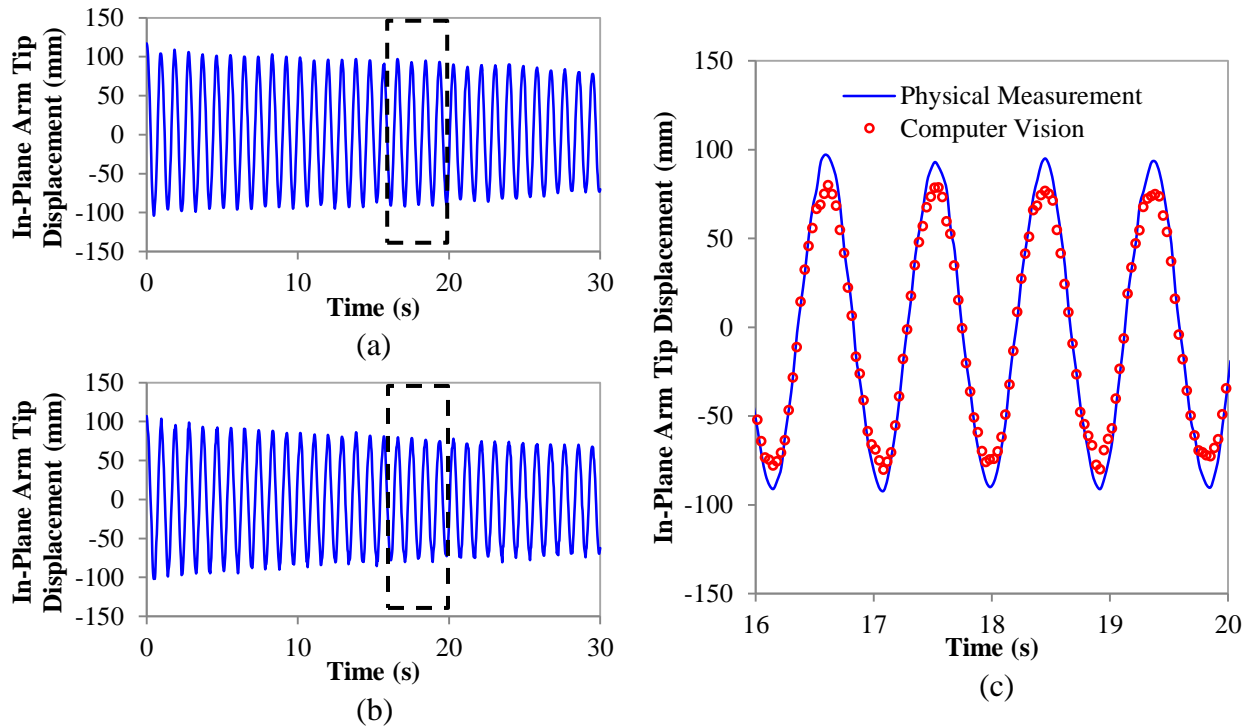 In-Plane Arm Tip
Displacement (mm)
150
100
50
0
-50
-100
-150
0
10
20
30
Time (s)
(a)
In-Plane Arm Tip
Displacement (mm)
150
100
50
0
-50
-100
-150
0
10
20
30
Time (s)
(b)
In-Plane Arm Tip Displacement (mm)
150
100
50
0
-50
-100
-150
Physical Measurement
Computer Vision
16
17
18
19
20
Time (s)
(c)